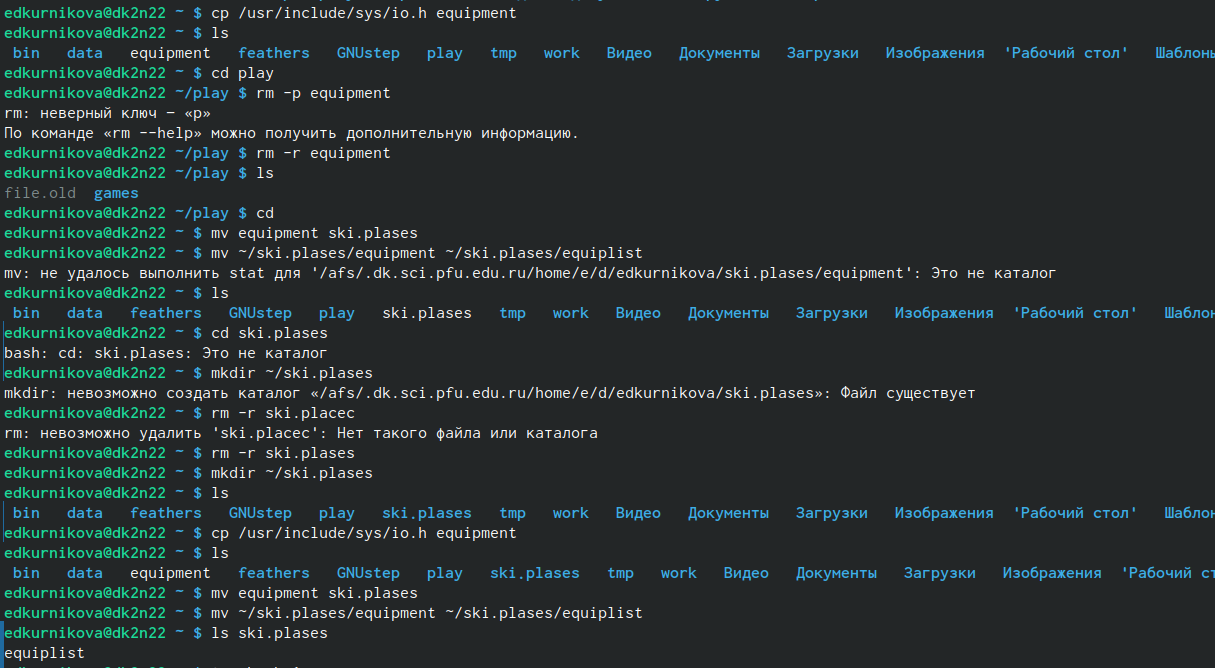 edkurnikova@dk2n22 ~ $ cp /usr/include/sys/io.h equipment
edkurnikova@dk2n22 ~ $ ls
bin data equipment feathers GNUstep play tmp work Видео Документы Загрузки Изображения 'Рабочий стол' Шаблоны
edkurnikova@dk2n22 ~ $ cd play
edkurnikova@dk2n22 ~/play $ rm -p equipment
rm: неверный ключ – «p»
По команде «rm --help» можно получить дополнительную информацию.
edkurnikova@dk2n22 ~/play $ rm -r equipment
edkurnikova@dk2n22 ~/play $ ls
file.old games
edkurnikova@dk2n22 ~/play $ cd
edkurnikova@dk2n22 ~ $ mv equipment ski.plases
edkurnikova@dk2n22 ~ $ mv ~/ski.plases/equipment ~/ski.plases/equiplist
mv: не удалось выполнить stat для '/afs/.dk.sci.pfu.edu.ru/home/e/d/edkurnikova/ski.plases/equipment': Это не каталог
edkurnikova@dk2n22 ~ $ ls
bin data feathers GNUstep play ski.plases tmp work Видео Документы Загрузки Изображения 'Рабочий стол' Шаблон
edkurnikova@dk2n22 ~ $ cd ski.plases
bash: cd: ski.plases: Это не каталог
edkurnikova@dk2n22 ~ $ mkdir ~/ski.plases
mkdir: невозможно создать каталог «/afs/.dk.sci.pfu.edu.ru/home/e/d/edkurnikova/ski.plases»: Файл существует
edkurnikova@dk2n22 ~ $ rm -r ski.placec
rm: невозможно удалить 'ski.placec': Нет такого файла или каталога
edkurnikova@dk2n22 ~ $ rm -r ski.plases
edkurnikova@dk2n22 ~ $ mkdir ~/ski.plases
edkurnikova@dk2n22 ~ $ ls
bin data feathers GNUstep play ski.plases tmp work Видео Документы Загрузки Изображения 'Рабочий стол' Шаблон
edkurnikova@dk2n22 ~ $ cp /usr/include/sys/io.h equipment
edkurnikova@dk2n22 ~ $ ls
bin data equipment feathers GNUstep play ski.plases tmp work Видео Документы Загрузки Изображения 'Рабочий ст
edkurnikova@dk2n22 ~ $ mv equipment ski.plases
edkurnikova@dk2n22 ~ $ mv ~/ski.plases/equipment ~/ski.plases/equiplist
edkurnikova@dk2n22 ~ $ ls ski.plases
equiplist